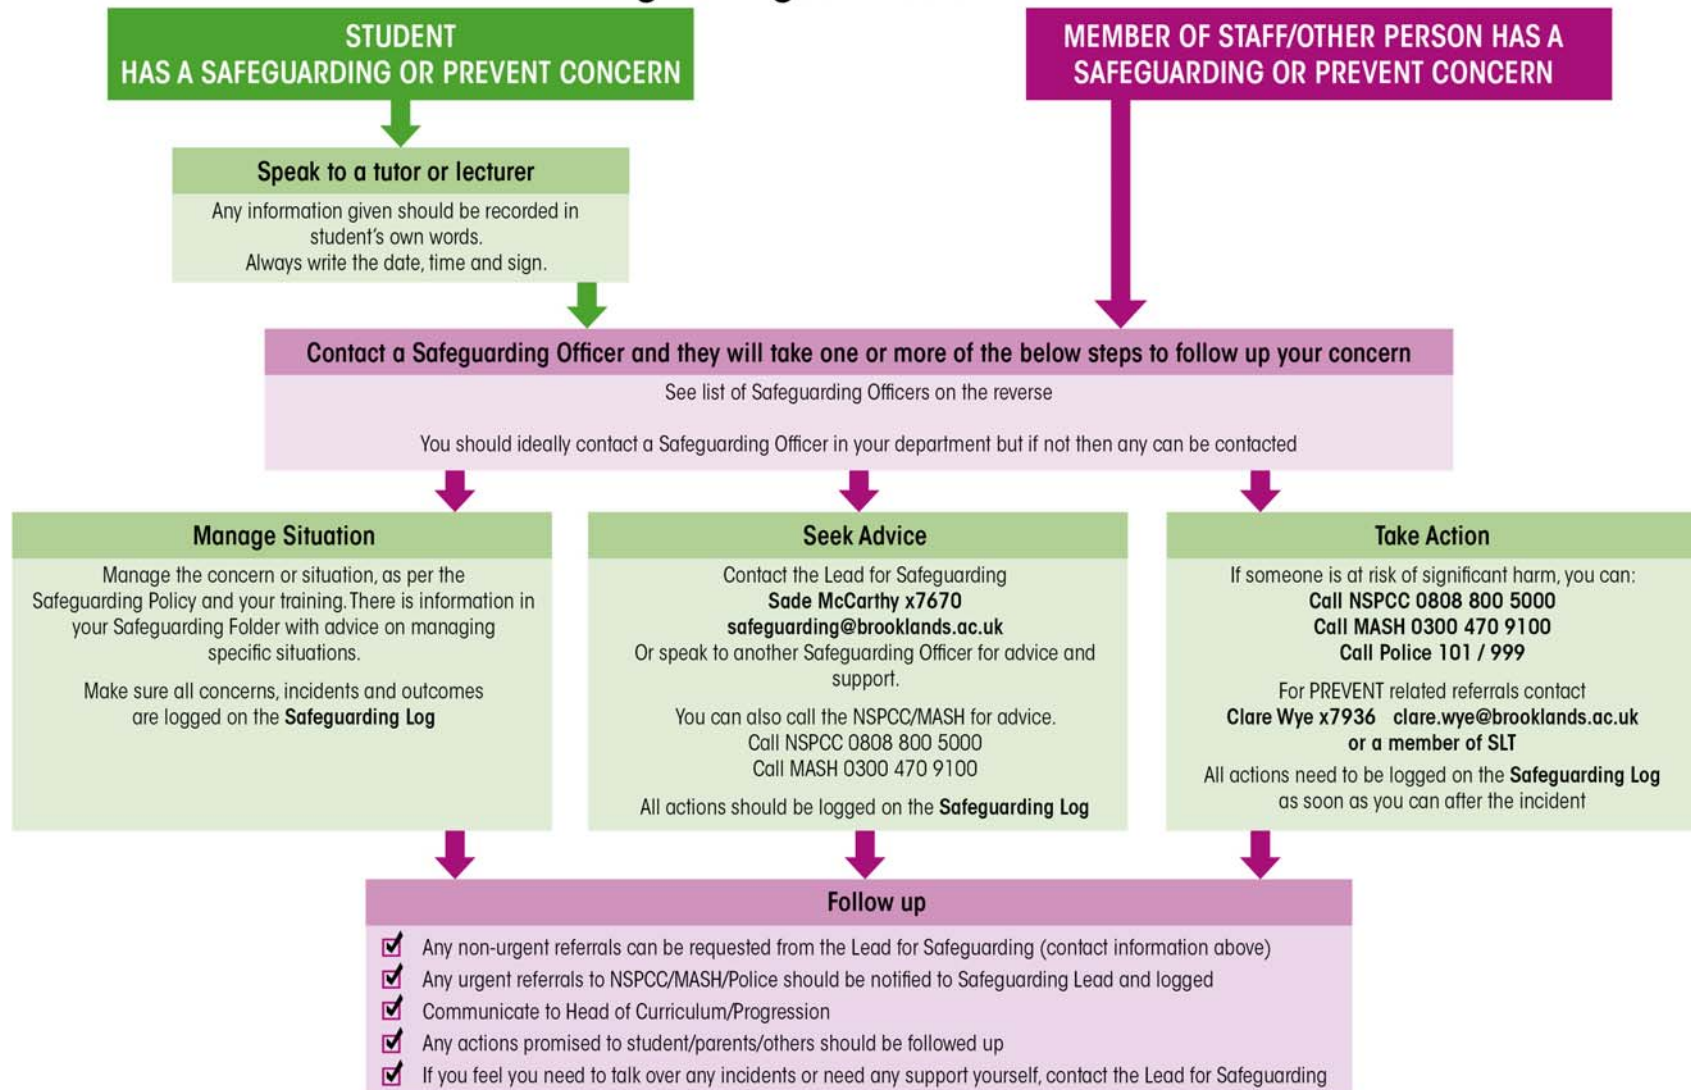 STUDENT
HAS A SAFEGUARDING OR PREVENT CONCERN
MEMBER OF STAFF/OTHER PERSON HAS A
SAFEGUARDING OR PREVENT CONCERN
Speak to a tutor or lecturer
Any information given should be recorded in
student's own words.
Always write the date, time and sign.
Contact a Safeguarding Officer and they will take one or more of the below steps to follow up your concern
See list of Safeguarding Officers on the reverse
You should ideally contact a Safeguarding Officer in your department but if not then any can be contacted
Manage Situation
Manage the concern or situation, as per the
Safeguarding Policy and your training. There is information in
your Safeguarding Folder with advice on managing
specific situations.
Make sure all concerns, incidents and outcomes
are logged on the Safeguarding Log
Seek Advice
Contact the Lead for Safeguarding
Sade McCarthy x7670
safeguarding@brooklands.ac.uk
Or speak to another Safeguarding Officer for advice and
support.
You can also call the NSPCC/MASH for advice.
Call NSPCC 0808 800 5000
Call MASH 0300 470 9100
All actions should be logged on the Safeguarding Log
Take Action
If someone is at risk of significant harm, you can:
Call NSPCC 0808 800 5000
Call MASH 0300 470 9100
Call Police 101 / 999
For PREVENT related referrals contact
Clare Wye x7936 clare.wye@brooklands.ac.uk
or a member of SLT
All actions need to be logged on the Safeguarding Log
as soon as you can after the incident
Follow up
Any non-urgent referrals can be requested from the Lead for Safeguarding (contact information above)
Any urgent referrals to NSPCC/MASH/Police should be notified to Safeguarding Lead and logged
Communicate to Head of Curriculum/Progression
Any actions promised to student/parents/others should be followed up
If you feel you need to talk over any incidents or need any support yourself, contact the Lead for Safeguarding